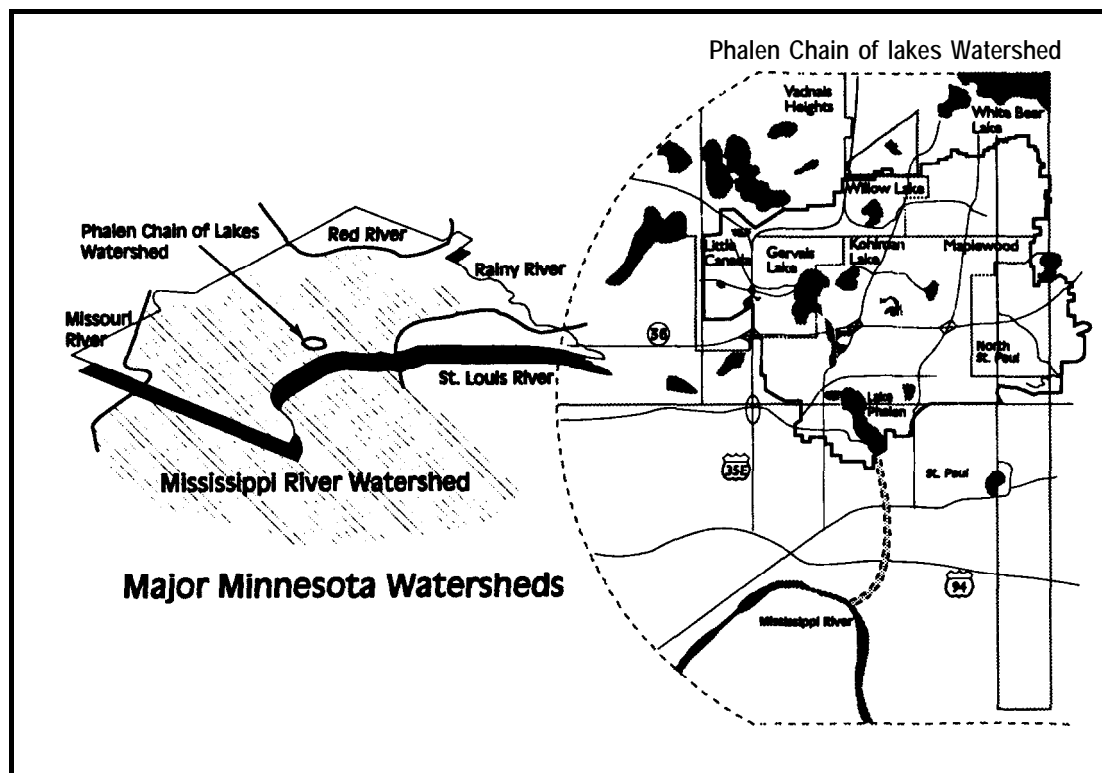 Phalen Chain of lakes Watershed
Vadnais
Heights
White Bear
Lake
Willow Lake
Phalen Chain of Lakes
Watershed
Red River
Rainy River
Little
Canada
Gervais
Lake
Kohlman
Lake
Maplewood
Missouri
River
36
North
St. Paul
St. Louis River
Lake
Phalen
Mississippi River Watershed
35E
St. Paul
Major Minnesota Watersheds
94
Mississippi River